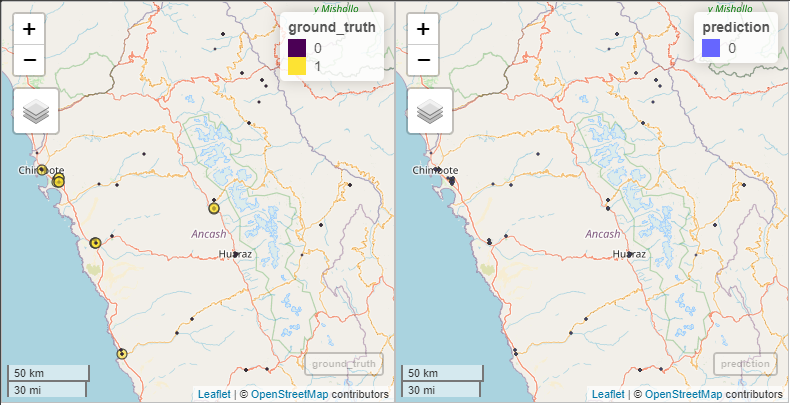 v Mishollo
+
−
ground_truth
0
1
Chimbote
Ancash
Huaraz
50 km
30 mi
ground_truth
Leaflet | © OpenStreetMap contributors
v Mishollo
+
−
prediction
0
Chimbote
Ancash
Huaraz
50 km
30 mi
prediction
Leaflet | © OpenStreetMap contributors